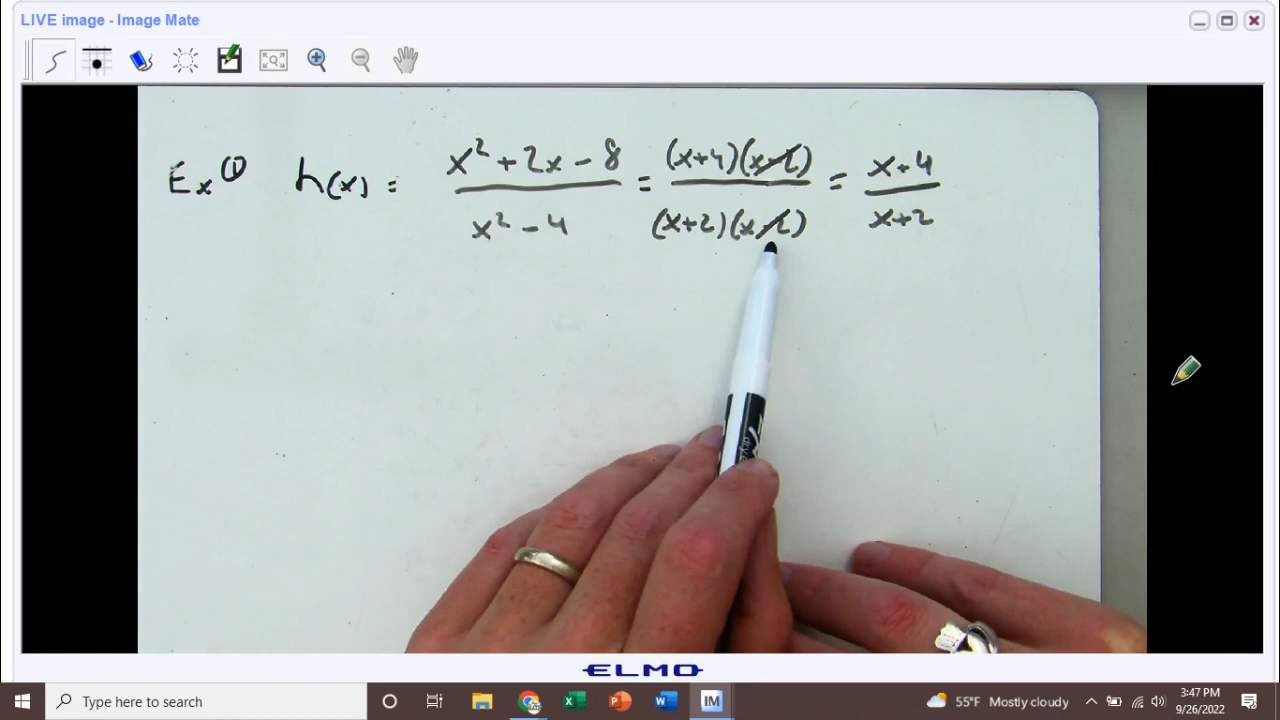 LIVE image - Image Mate
Ex ① h(x) = x² + 2x - 8 / x² - 4 = (x+4)(x-2) / (x+2)(x-2) = x+4 / x+2
ELMO
Type here to search
IM
55°F Mostly cloudy
3:47 PM
9/26/2022